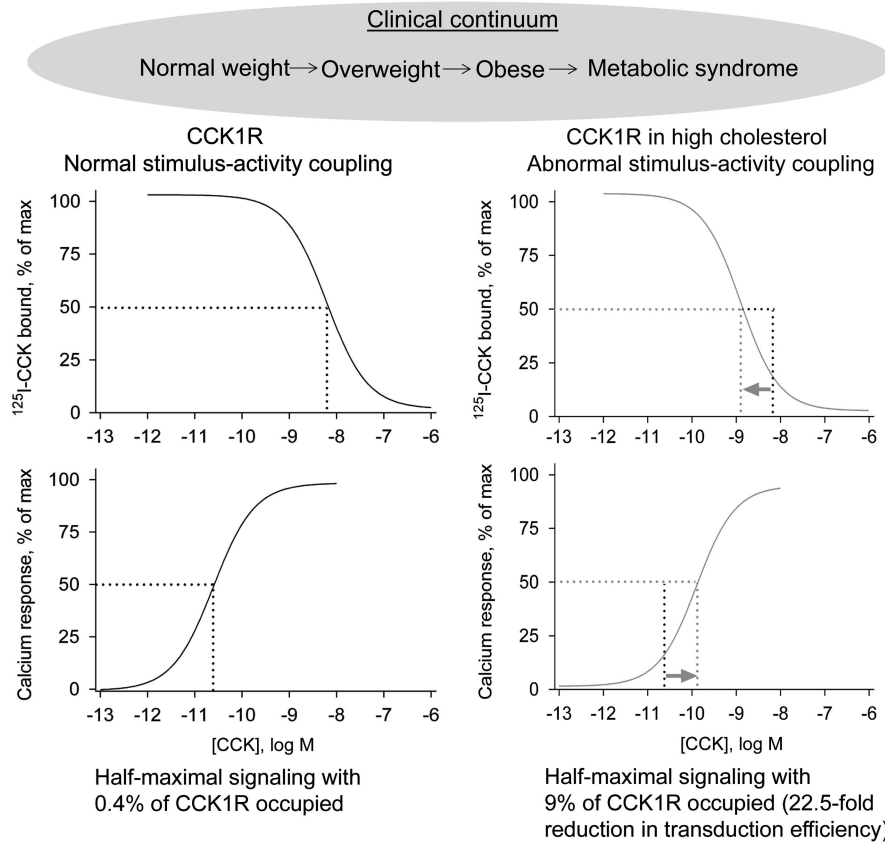 Clinical continuum
Normal weight→Overweight→Obese→ Metabolic syndrome
CCK1R
Normal stimulus-activity coupling
CCK1R in high cholesterol
Abnormal stimulus-activity coupling
125I-CCK bound, % of max
100
75
50
25
0
-13 -12 -11 -10 -9 -8 -7 -6
125I-CCK bound, % of max
100
75
50
25
0
-13 -12 -11 -10 -9 -8 -7 -6
Calcium response, % of max
100
75
50
25
0
-13 -12 -11 -10 -9 -8 -7 -6
[CCK], log M
Calcium response, % of max
100
75
50
25
0
-13 -12 -11 -10 -9 -8 -7 -6
[CCK], log M
Half-maximal signaling with
0.4% of CCK1R occupied
Half-maximal signaling with
9% of CCK1R occupied (22.5-fold
reduction in transduction efficiency)